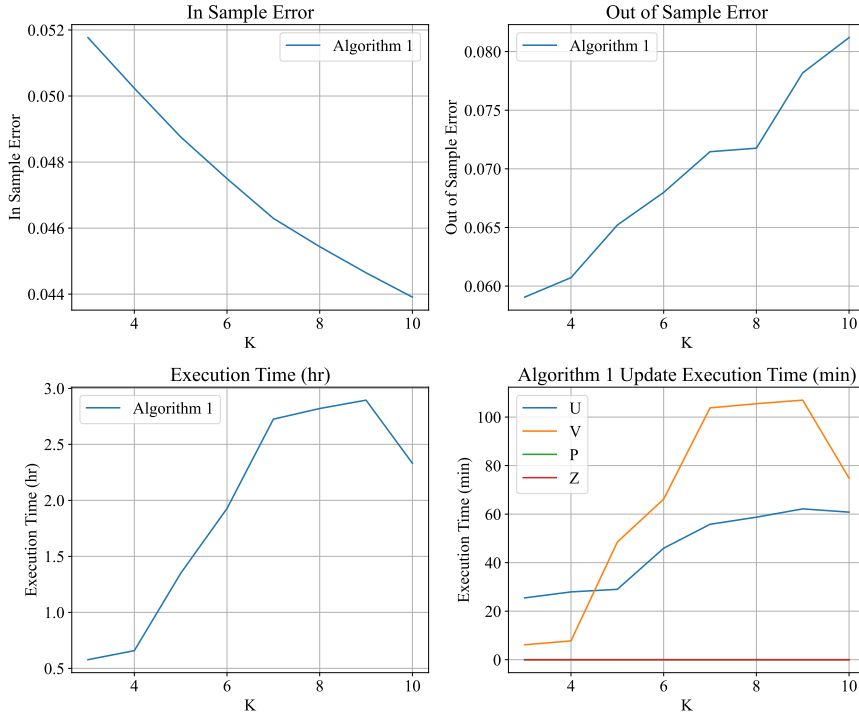 In Sample Error
0.052
0.050
0.048
0.046
0.044
In Sample Error
Algorithm 1
4
6
8
10
K
Out of Sample Error
0.080
0.075
0.070
0.065
0.060
Out of Sample Error
Algorithm 1
4
6
8
10
K
Execution Time (hr)
3.0
2.5
2.0
1.5
1.0
0.5
Execution Time (hr)
Algorithm 1
4
6
8
10
K
Algorithm 1 Update Execution Time (min)
100
80
60
40
20
0
Execution Time (min)
U
V
P
Z
4
6
8
10
K